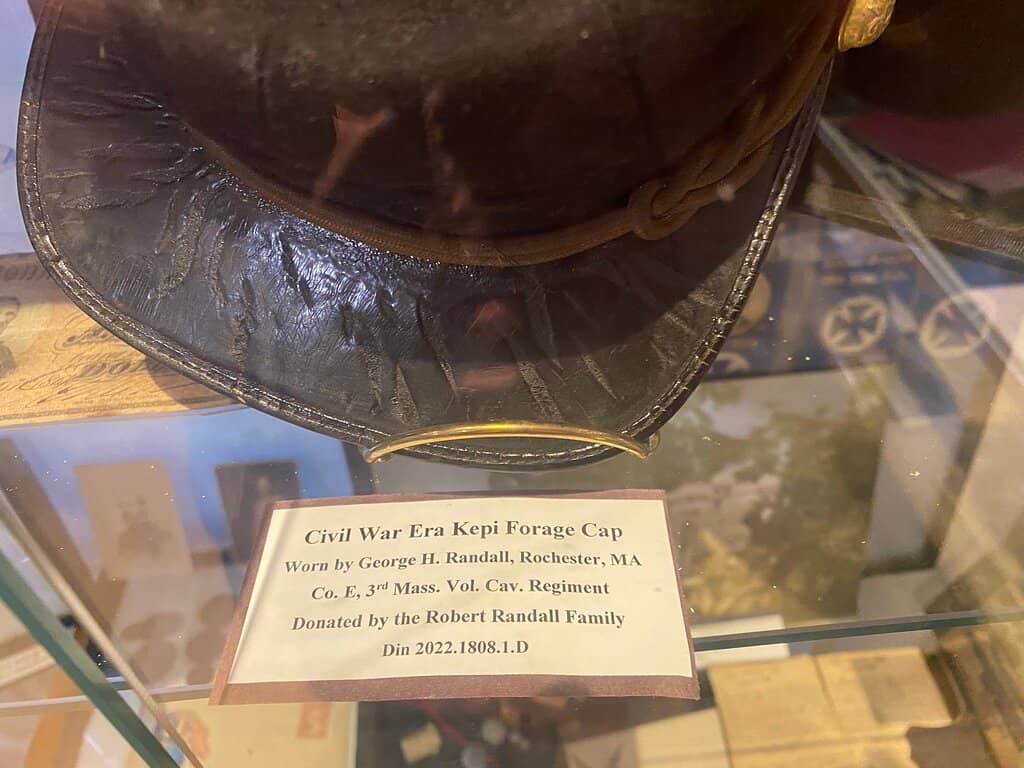 Civil War Era Kepi Forage Cap
Worn by George H. Randall, Rochester, MA
Co. E, 3rd Mass. Vol. Cav. Regiment
Donated by the Robert Randall Family
Din 2022.1808.1.D